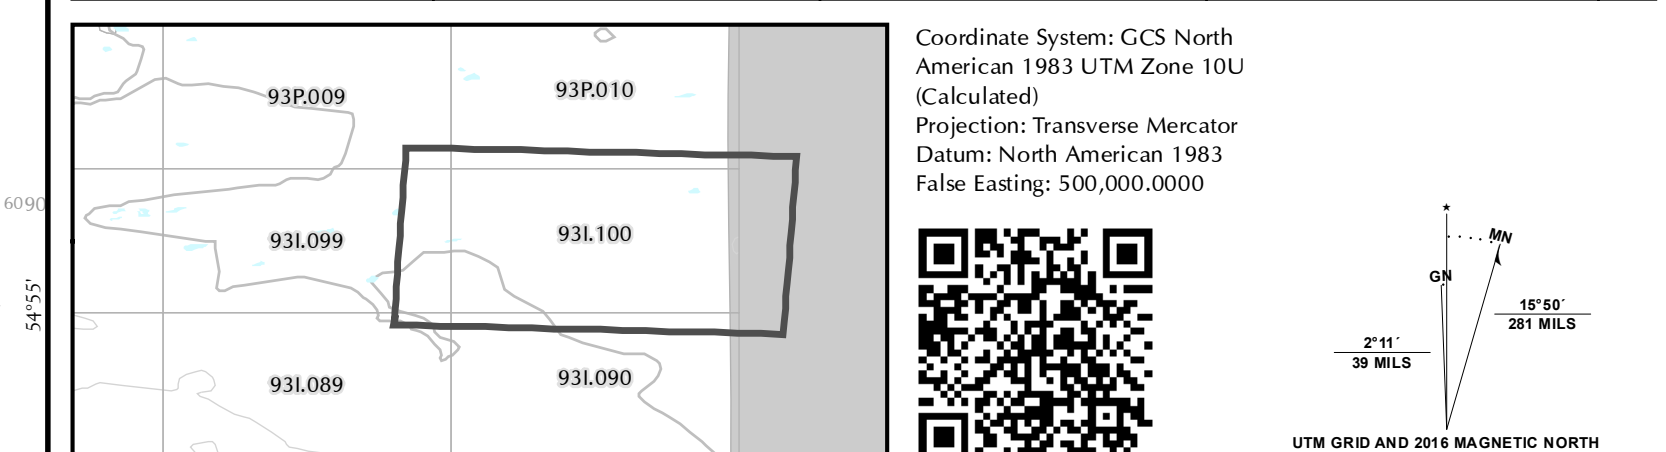 93P.009
93P.010
6090
93I.099
93I.100
54°55'
93I.089
93I.090
Coordinate System: GCS North
American 1983 UTM Zone 10U
(Calculated)
Projection: Transverse Mercator
Datum: North American 1983
False Easting: 500,000.0000
MN
GN
15°50´
281 MILS
2°11´
39 MILS
UTM GRID AND 2016 MAGNETIC NORTH